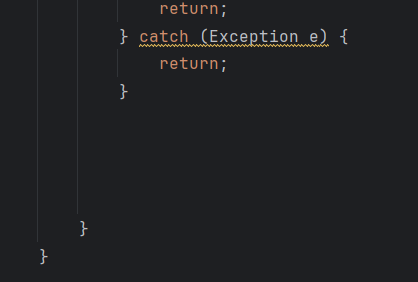 return;
} catch (Exception e) {
return;
}
}
}